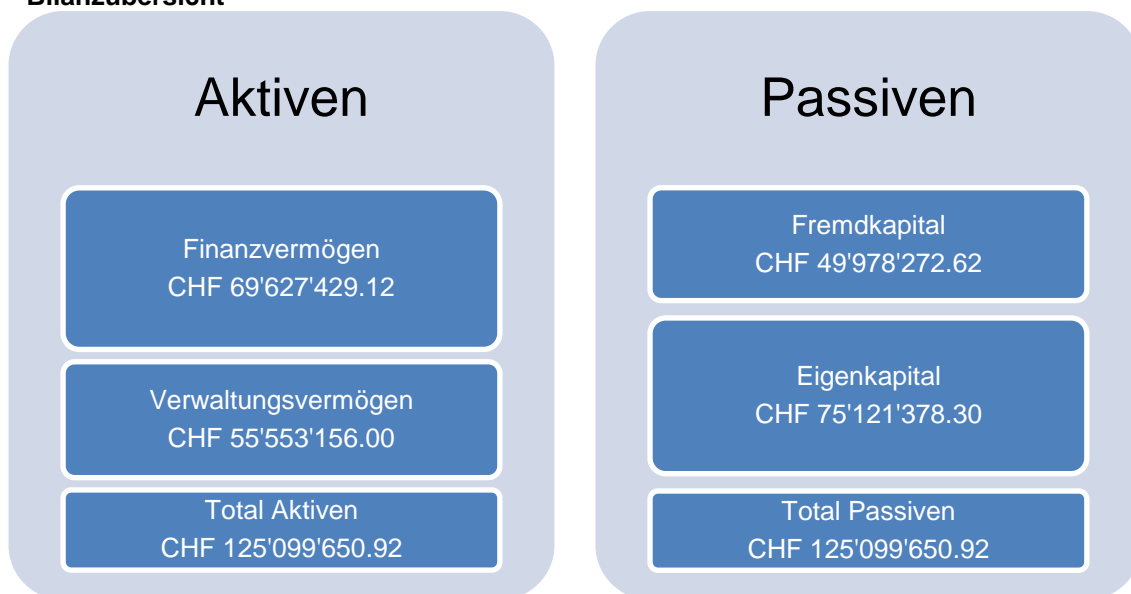 Bilanzübersicht
Aktiven
Finanzvermögen
CHF 69'627'429.12
Verwaltungsvermögen
CHF 55'553'156.00
Total Aktiven
CHF 125'099'650.92
Passiven
Fremdkapital
CHF 49'978'272.62
Eigenkapital
CHF 75'121'378.30
Total Passiven
CHF 125'099'650.92